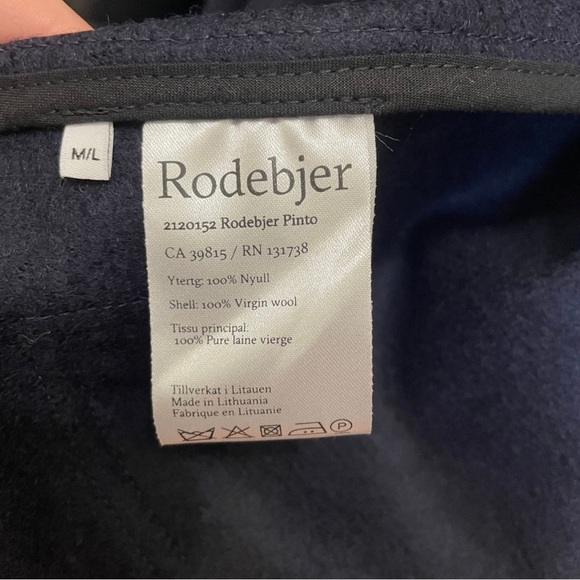 M/L
Rodebjer
2120152 Rodebjer Pinto
CA 39815 / RN 131738
Ytertg: 100% Nyull
Shell: 100% Virgin wool
Tissu principal:
100% Pure laine vierge
Tillverkat i Litauen
Made in Lithuania
Fabrique en Lituanie
P